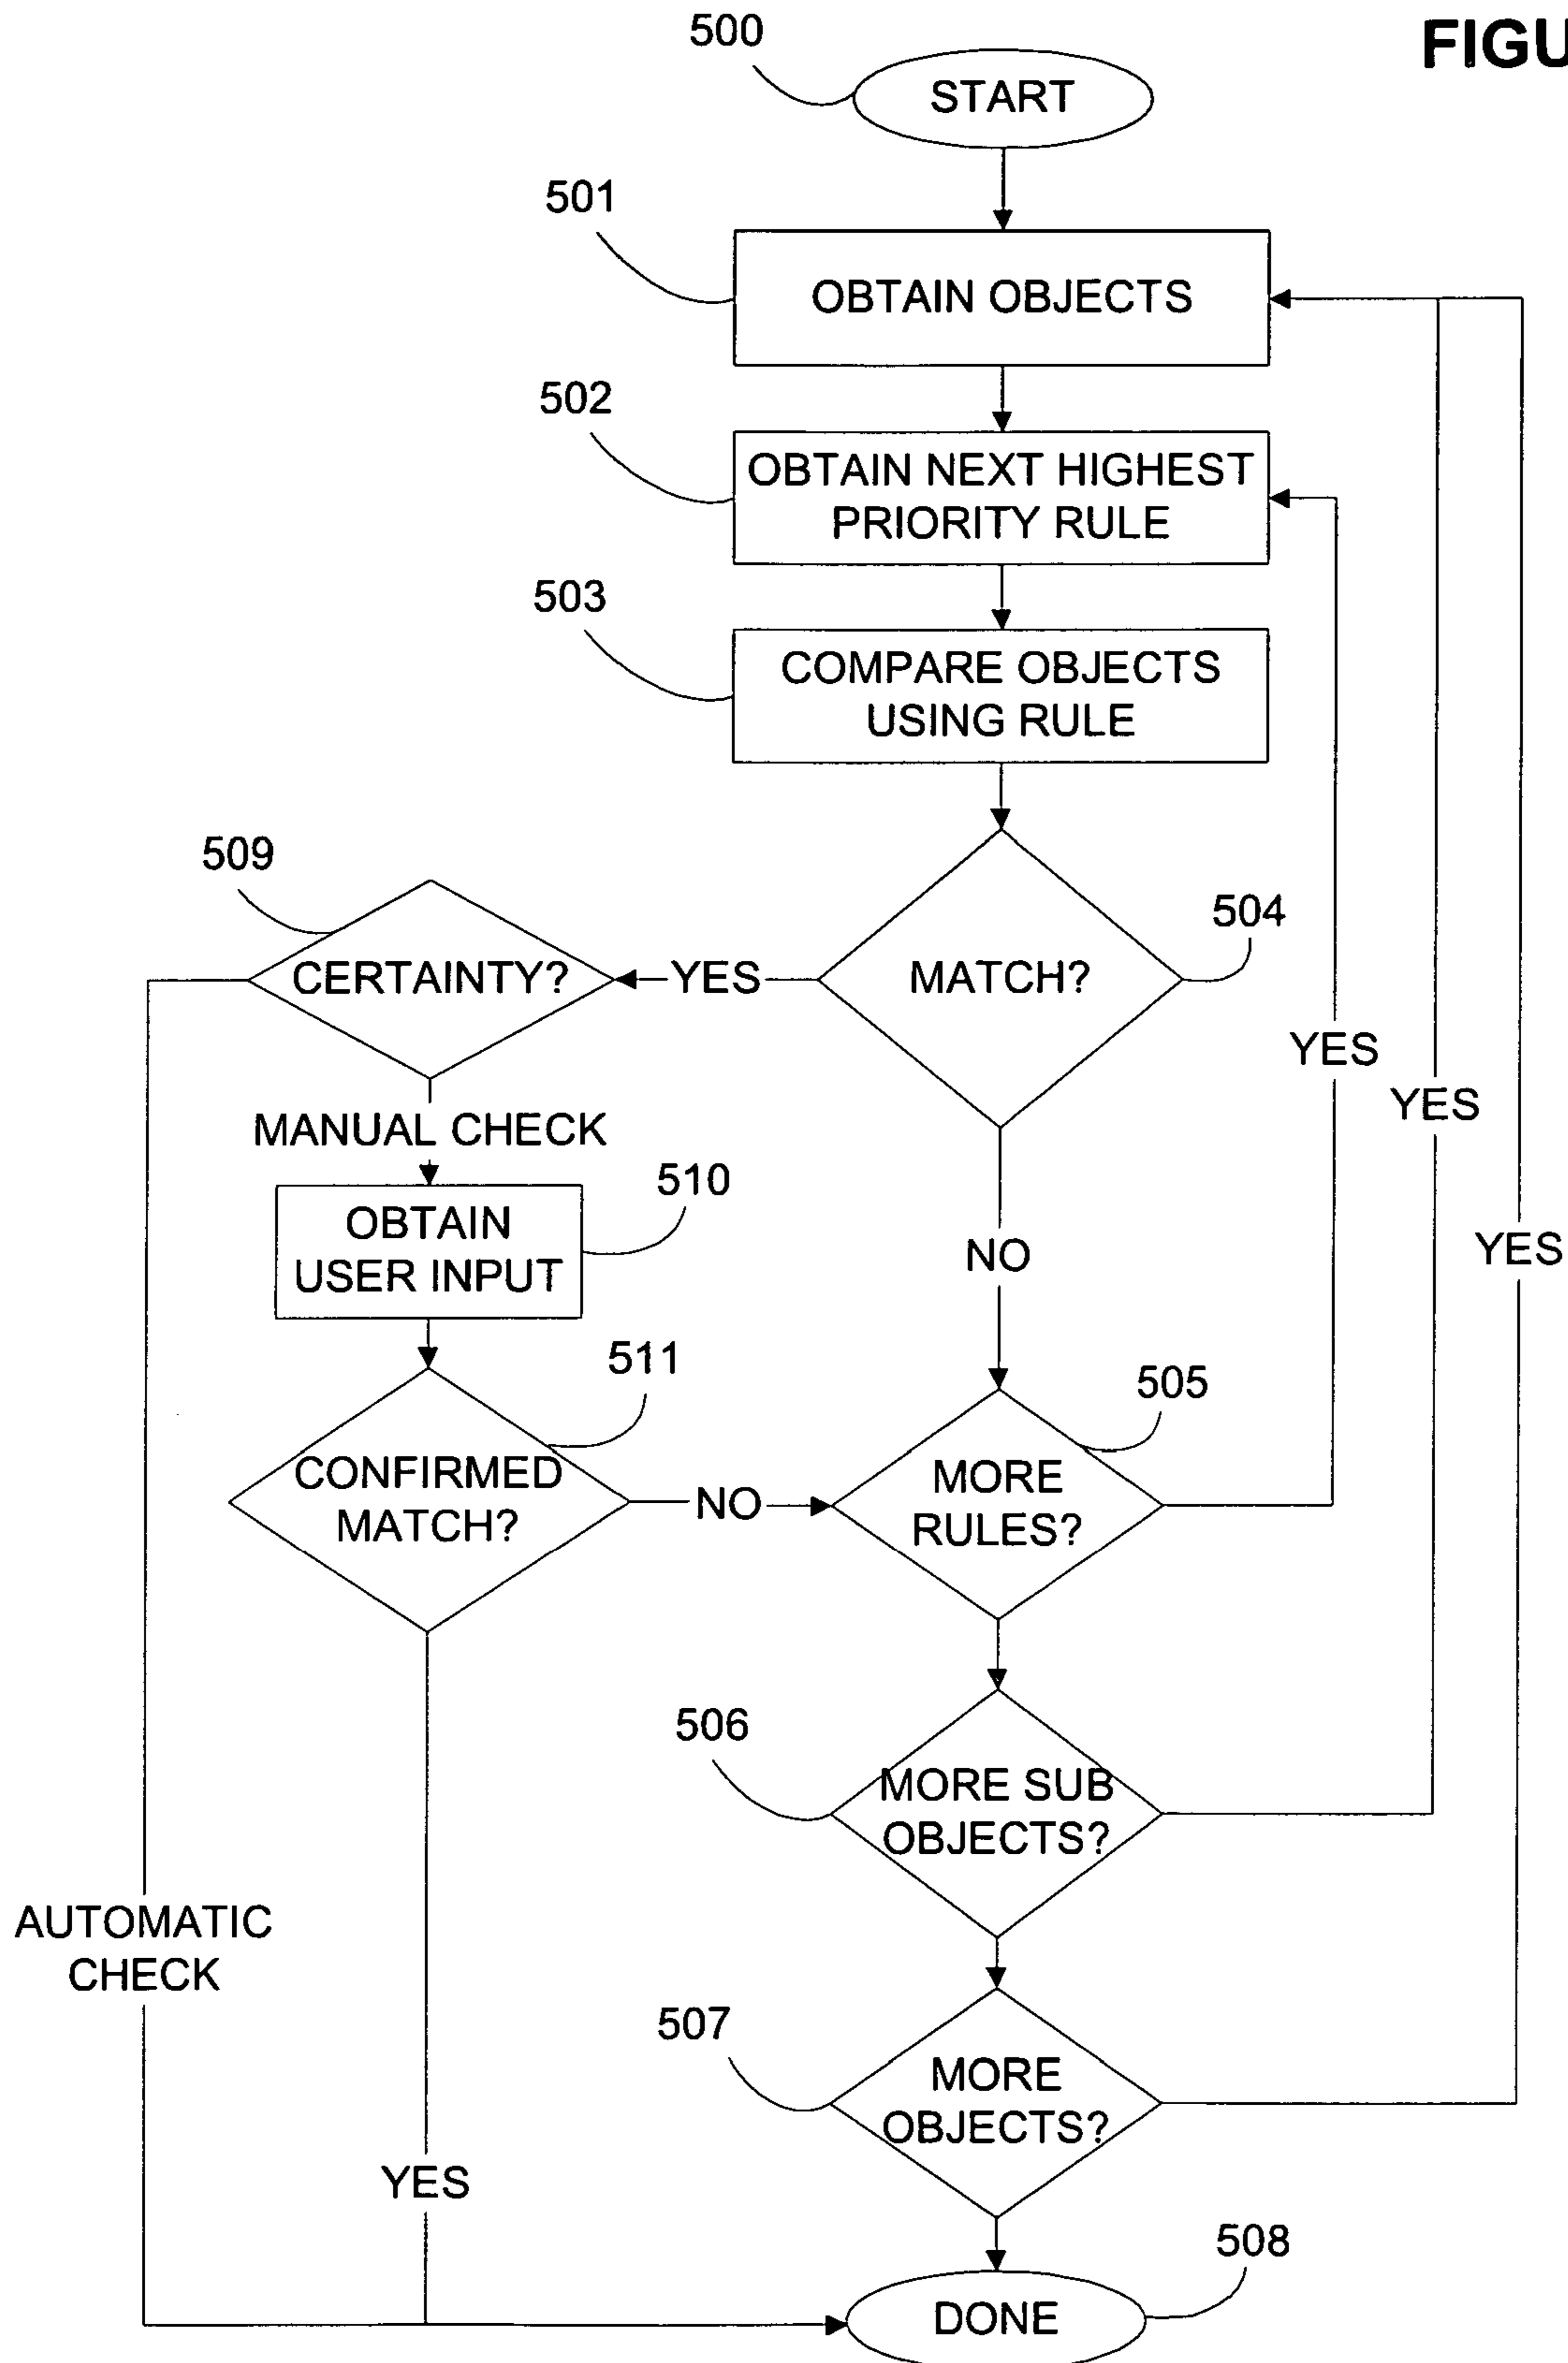 500
FIGU
START
501
OBTAIN OBJECTS
502
OBTAIN NEXT HIGHEST
PRIORITY RULE
503
COMPARE OBJECTS
USING RULE
509
504
CERTAINTY?
YES
MATCH?
YES
YES
MANUAL CHECK
510
OBTAIN
USER INPUT
NO
YES
511
505
CONFIRMED
MATCH?
NO
MORE
RULES?
506
MORE SUB
OBJECTS?
AUTOMATIC
CHECK
507
MORE
OBJECTS?
YES
508
DONE